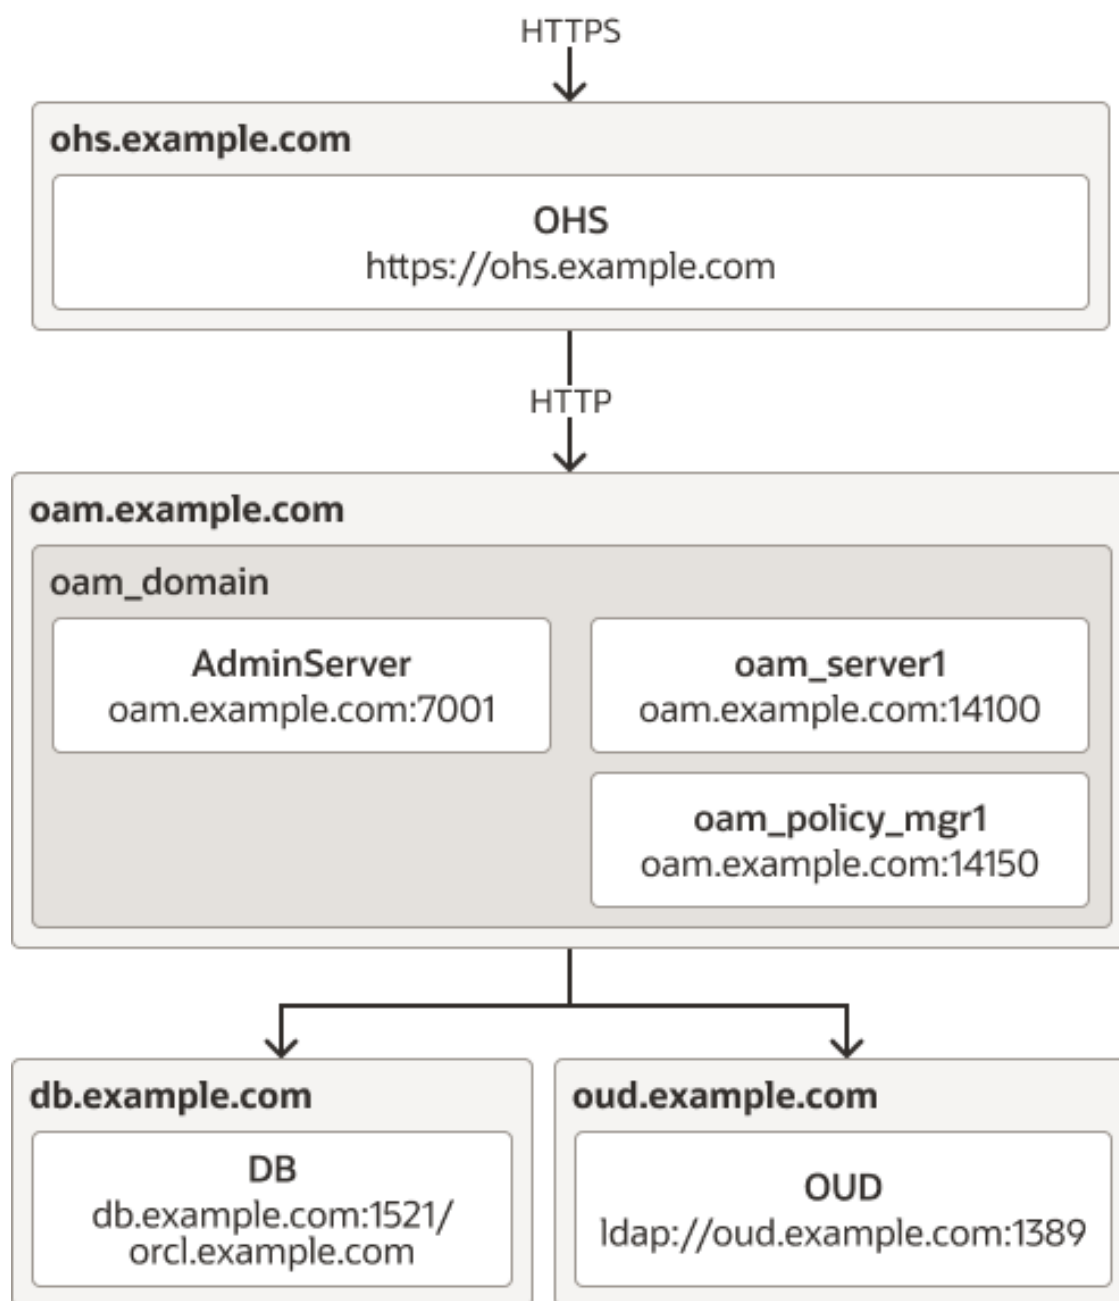 HTTPS
ohs.example.com
OHS
https://ohs.example.com
HTTP
oam.example.com
oam_domain
AdminServer
oam.example.com:7001
oam_server1
oam.example.com:14100
oam_policy_mgr1
oam.example.com:14150
db.example.com
DB
db.example.com:1521/
orcl.example.com
oud.example.com
OUD
ldap://oud.example.com:1389